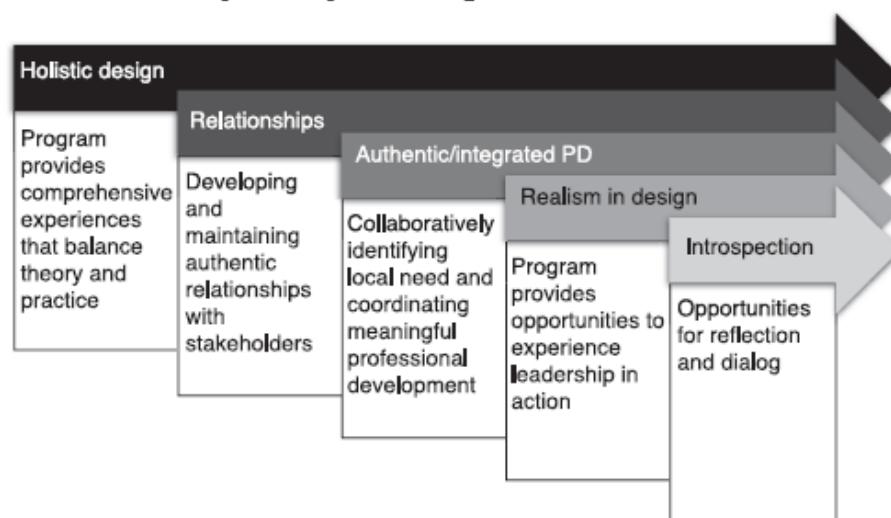 Holistic design
Program
provides
comprehensive
experiences
that balance
theory and
practice
Relationships
Developing
and
maintaining
authentic
relationships
with
stakeholders
Authentic/integrated PD
Collaboratively
identifying
local need and
coordinating
meaningful
professional
development
Realism in design
Program
provides
opportunities to
experience
leadership in
action
Introspection
Opportunities
for reflection
and dialog